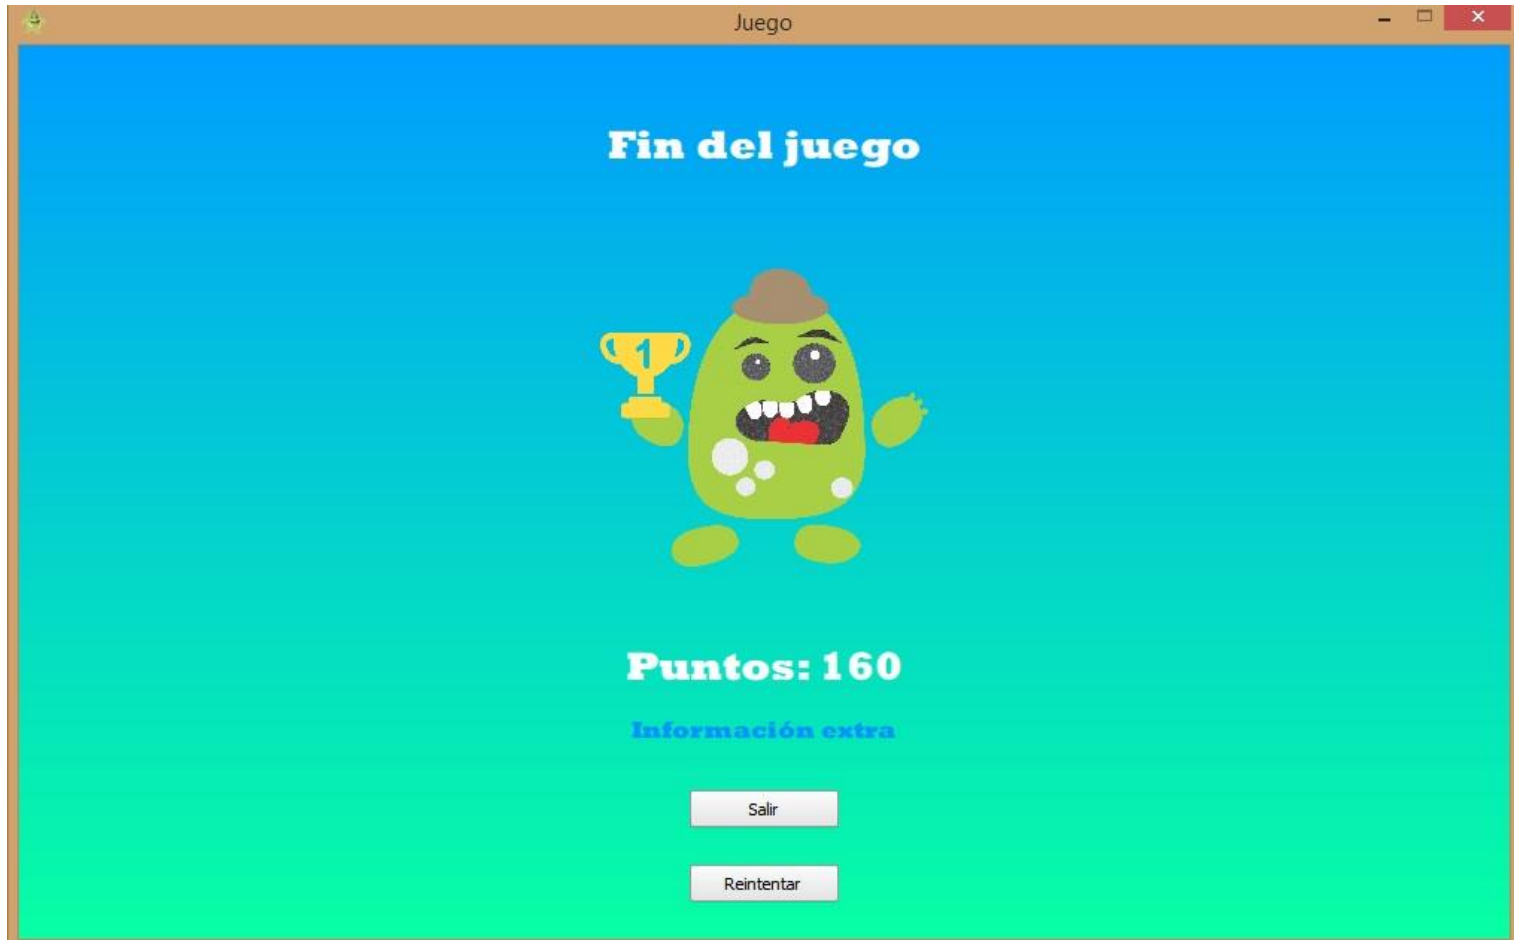 Juego
Fin del juego
1
Puntos: 160
Información extra
Salir
Reintentar